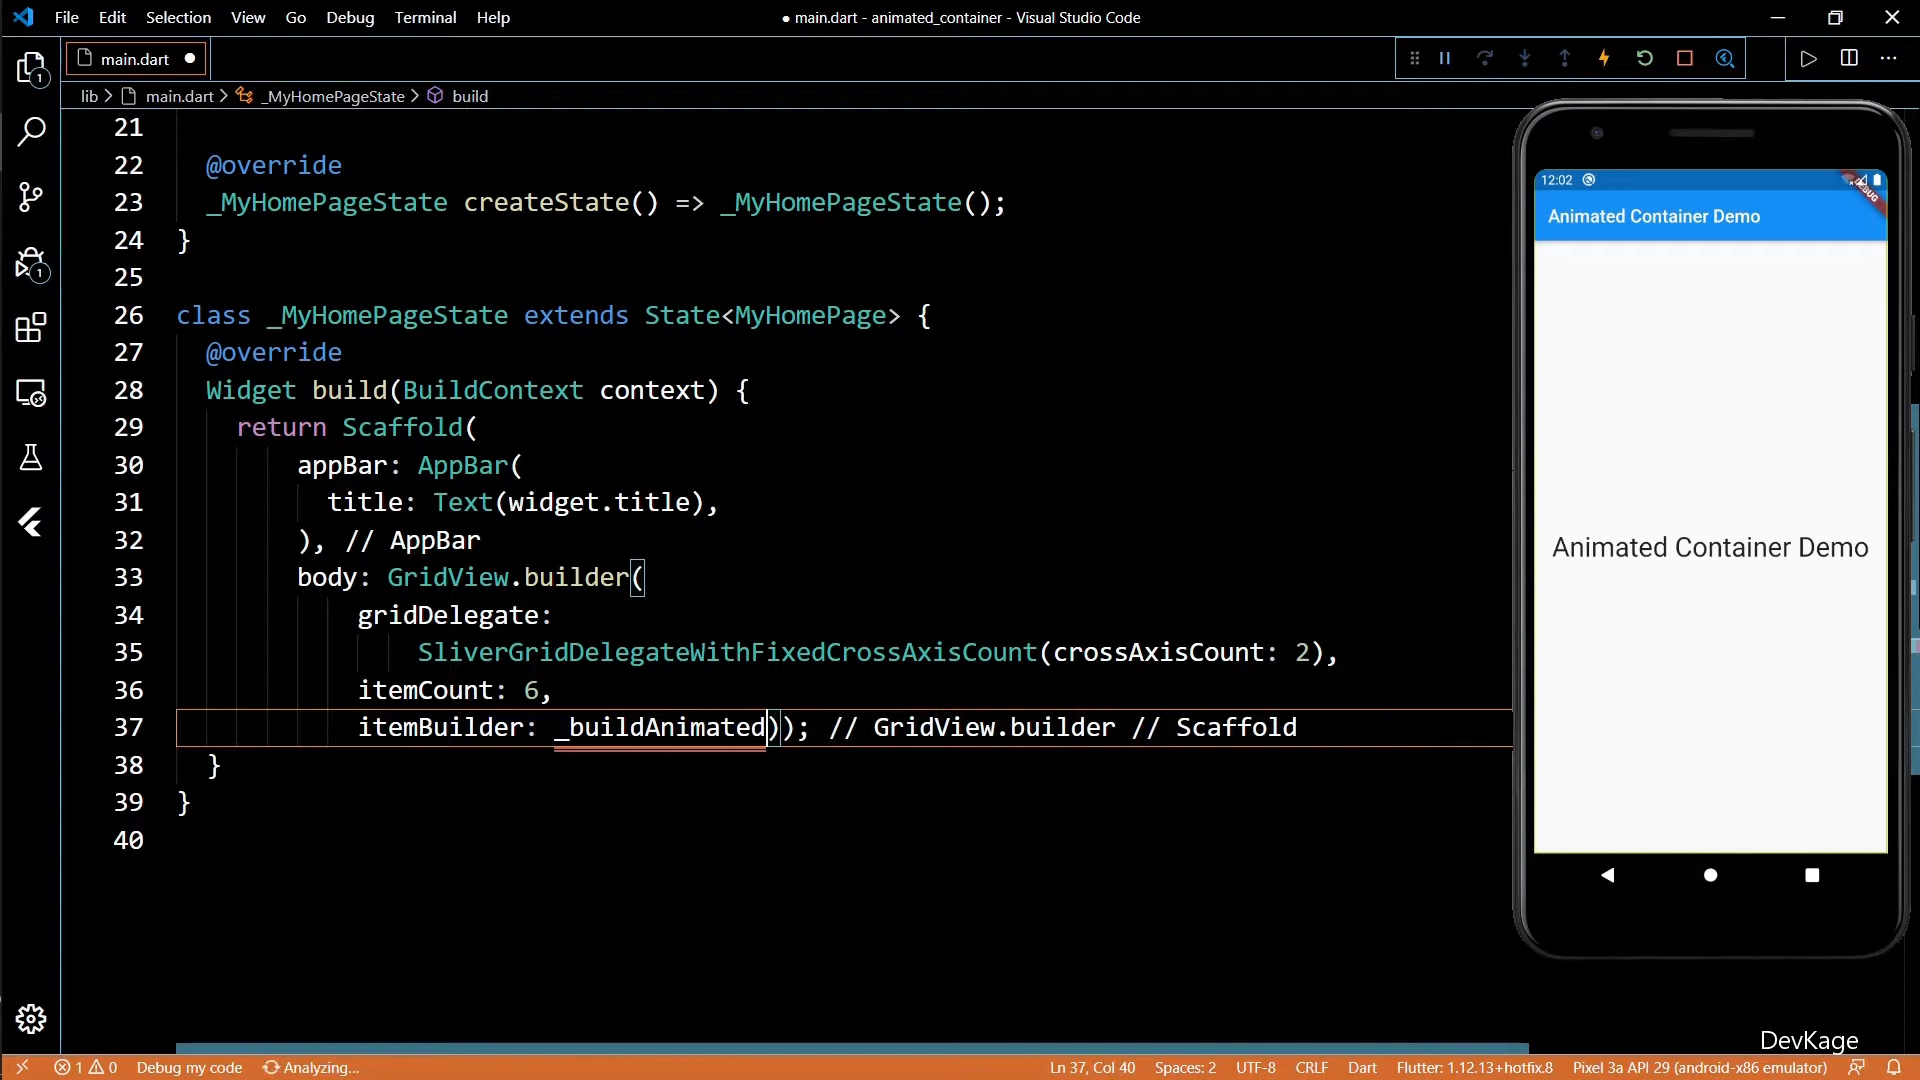 File Edit Selection View Go Debug Terminal Help
● main.dart - animated_container - Visual Studio Code
main.dart ●
lib > main.dart > _MyHomePageState > build
1
1
21
22 @override
23 _MyHomePageState createState() => _MyHomePageState();
24 }
25
26 class _MyHomePageState extends State<MyHomePage> {
27 @override
28 Widget build(BuildContext context) {
29 return Scaffold(
30 appBar: AppBar(
31 title: Text(widget.title),
32 ), // AppBar
33 body: GridView.builder(
34 gridDelegate:
35 SliverGridDelegateWithFixedCrossAxisCount(crossAxisCount: 2),
36 itemCount: 6,
37 itemBuilder: _buildAnimated)); // GridView.builder // Scaffold
38 }
39 }
40
12:02
DEBUG
Animated Container Demo
Animated Container Demo
DevKage
1 0 Debug my code Analyzing... Ln 37, Col 40 Spaces: 2 UTF-8 CRLF Dart Flutter: 1.12.13+hotfix.8 Pixel 3a API 29 (android-x86 emulator)